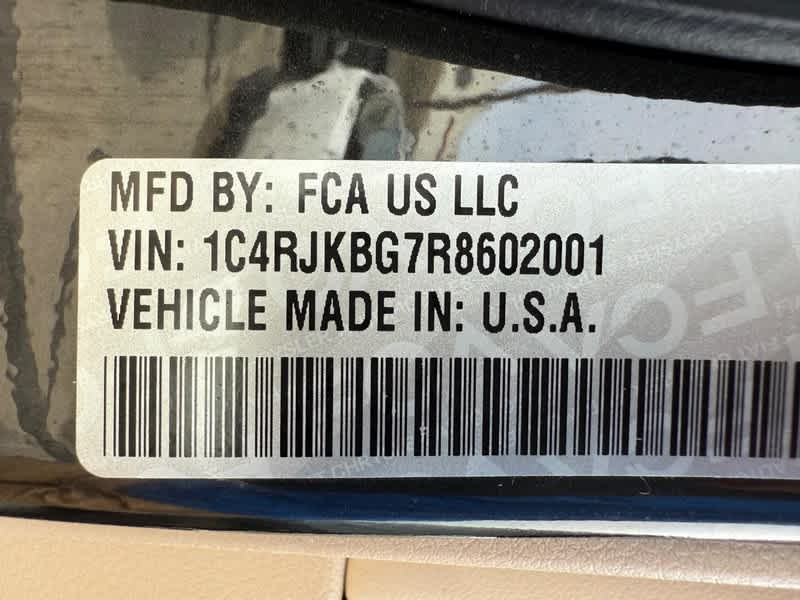 MFD BY: FCA US LLC
VIN: 1C4RJKBG7R8602001
VEHICLE MADE IN: U.S.A.